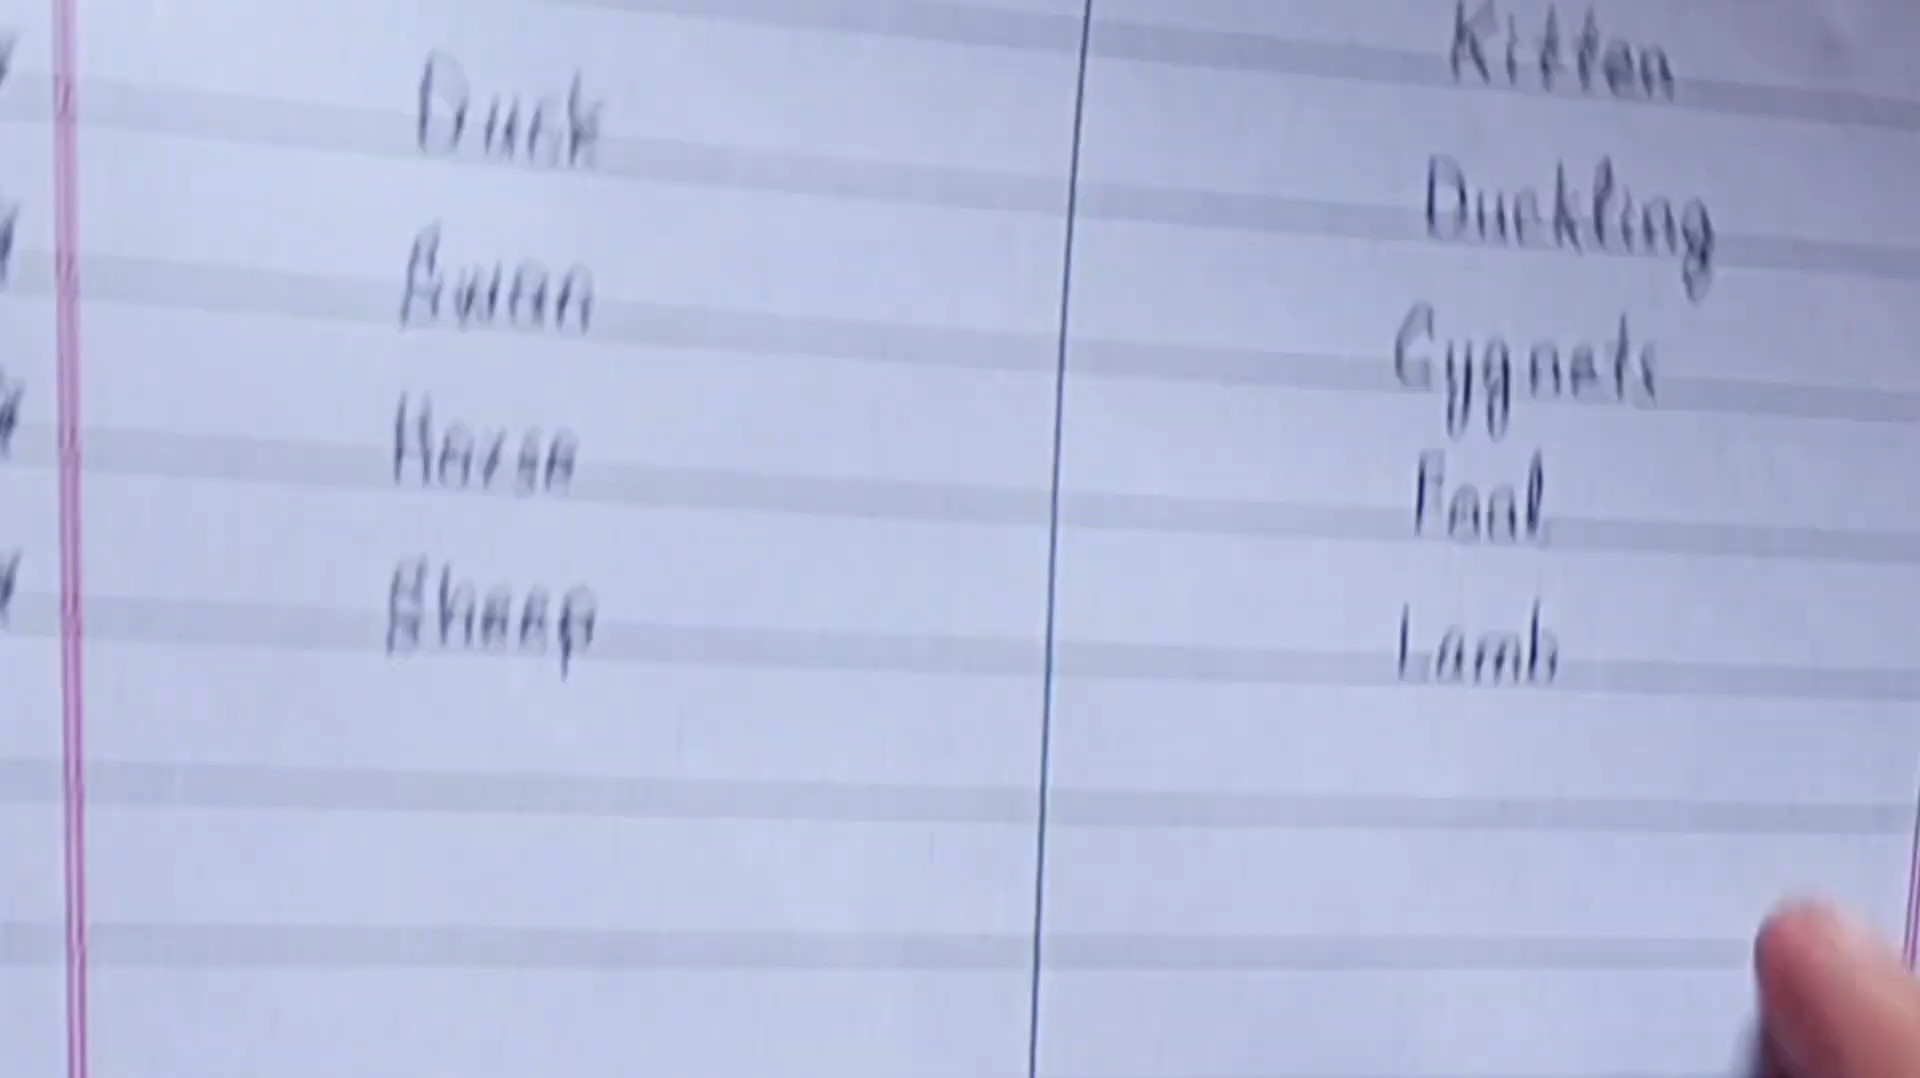 Kitten
Duck Duckling
Swan Cygnets
Horse Foal
Sheep Lamb